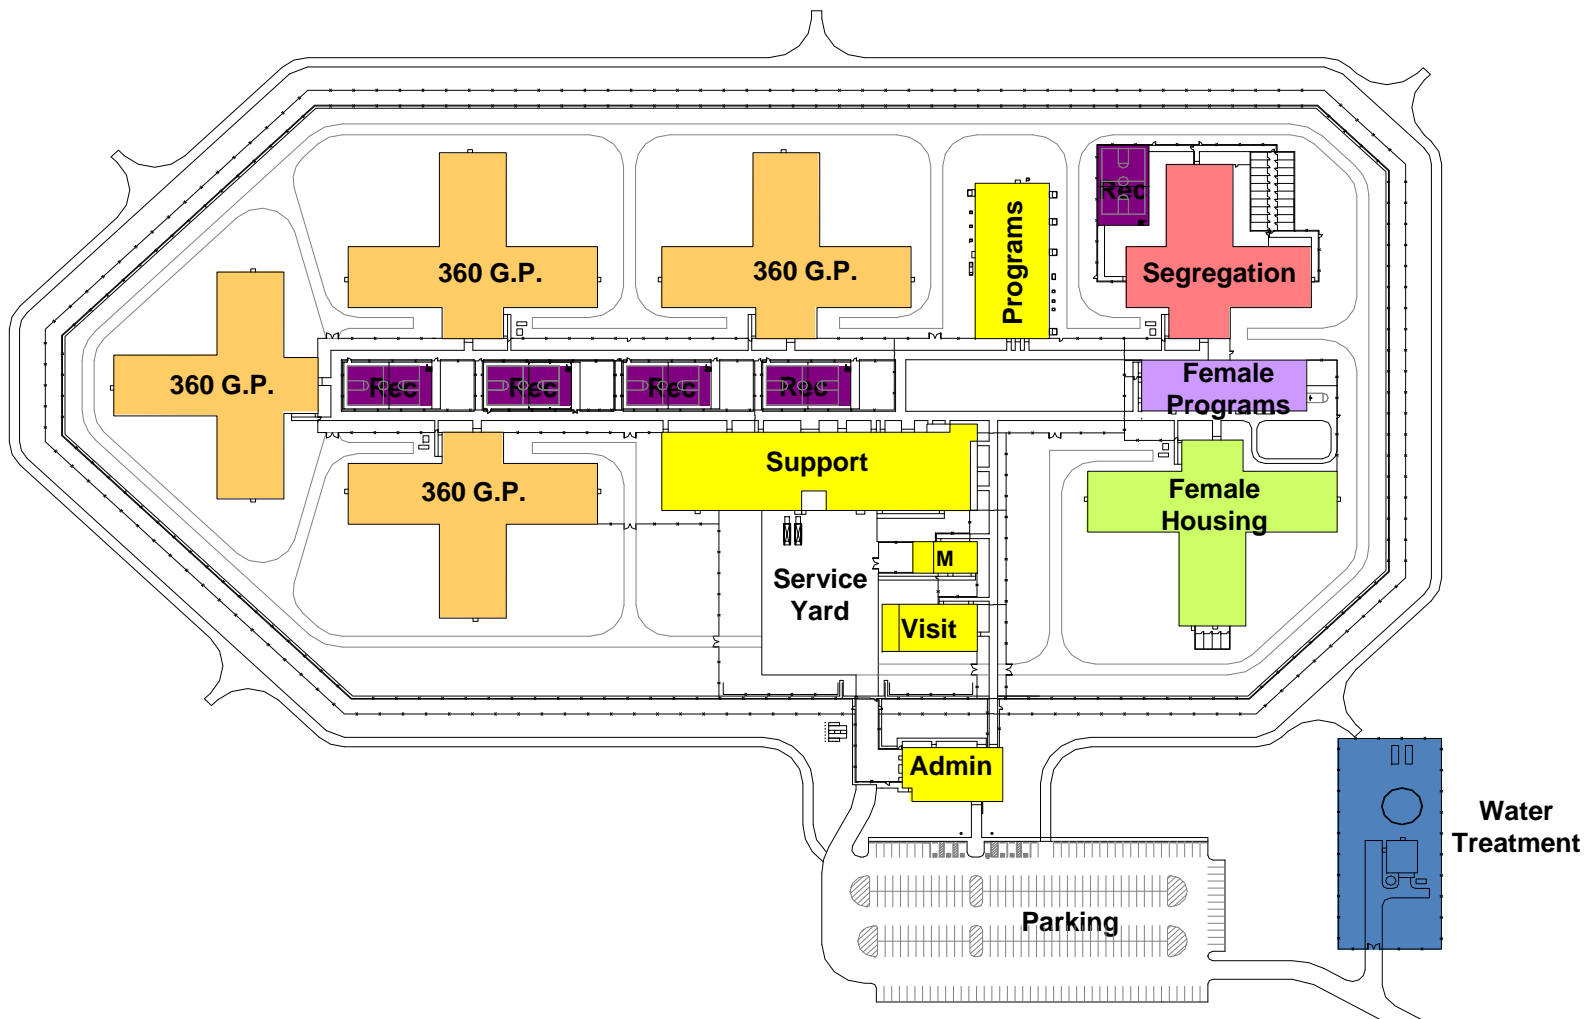 Rec
Programs
360 G.P.
360 G.P.
Segregation
360 G.P.
Rec
Rec
Rec
Rec
Female
Programs
Support
360 G.P.
Female
Housing
M
Service
Yard
Visit
Admin
Water
Treatment
Parking